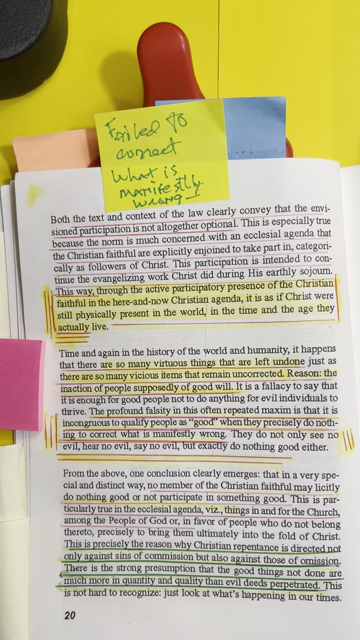 Failed to
correct
what is
manifestly
wrong
Both the text and context of the law clearly convey that the envi-
sioned participation is not altogether optional. This is especially true
because the norm is much concerned with an ecclesial agenda that
the Christian faithful are explicitly enjoined to take part in, categori-
cally as followers of Christ. This participation is intended to con-
tinue the evangelizing work Christ did during His earthly sojourn.
This way, through the active participatory presence of the Christian
faithful in the here-and-now Christian agenda, it is as if Christ were
still physically present in the world, in the time and the age they
actually live.
Time and again in the history of the world and humanity, it happens
that there are so many virtuous things that are left undone just as
there are so many vicious items that remain uncorrected. Reason: the
inaction of people supposedly of good will. It is a fallacy to say that
it is enough for good people not to do anything for evil individuals to
thrive. The profound falsity in this often repeated maxim is that it is
incongruous to qualify people as “good” when they precisely do noth-
ing to correct what is manifestly wrong. They do not only see no
evil, hear no evil, say no evil, but exactly do nothing good either.
From the above, one conclusion clearly emerges: that in a very spe-
cial and distinct way, no member of the Christian faithful may licitly
do nothing good or not participate in something good. This is par-
ticularly true in the ecclesial agenda, viz., things in and for the Church,
among the People of God or, in favor of people who do not belong
thereto, precisely to bring them ultimately into the fold of Christ.
This is precisely the reason why Christian repentance is directed not
only against sins of commission but also against those of omission.
There is the strong presumption that the good things not done are
much more in quantity and quality than evil deeds perpetrated. This
is not hard to recognize: just look at what’s happening in our times.
20